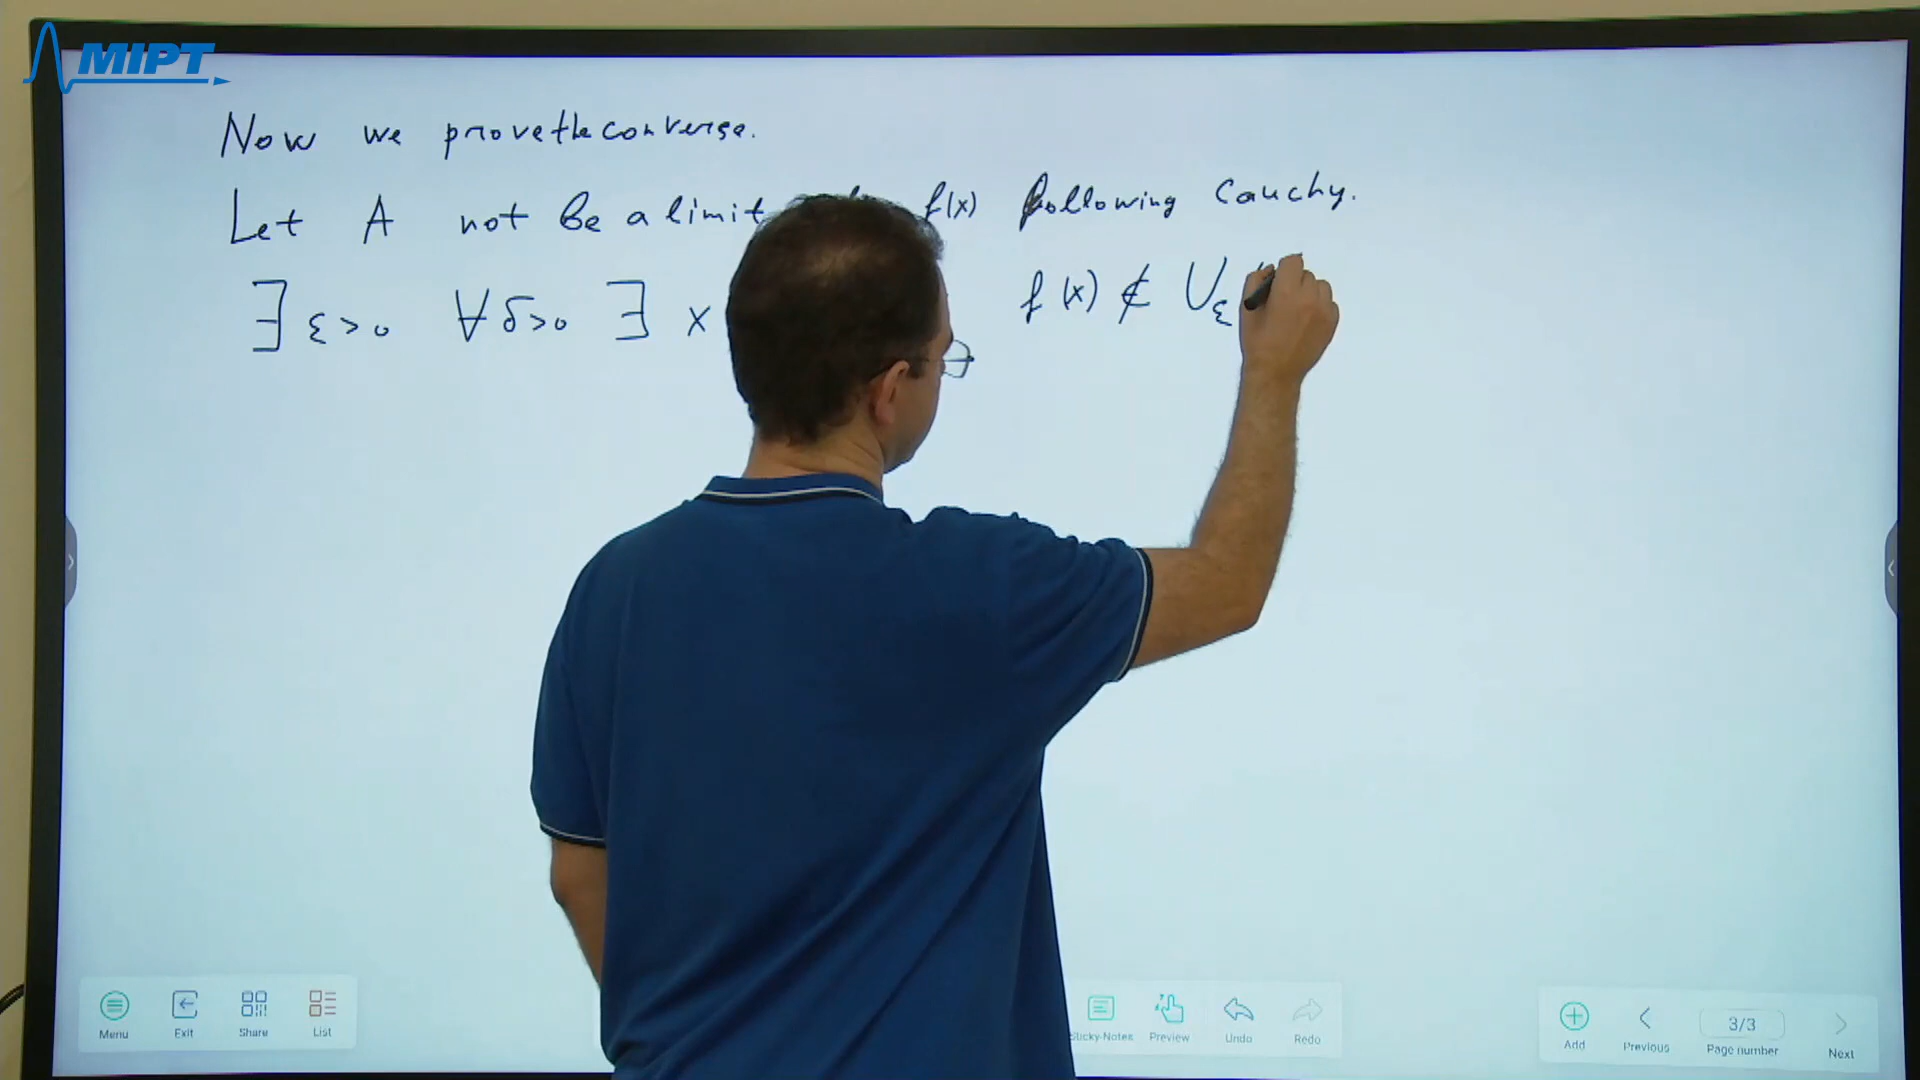 MIPT
Now we prove the converse.
Let A not be a limit f(x) following Cauchy.
∃ ε>0 ∀ δ>0 ∃ x f(x) ∉ Uε
Menu Exit Share List
Sticky-Notes Preview Undo Redo
Add Previous 3/3 Page number Next